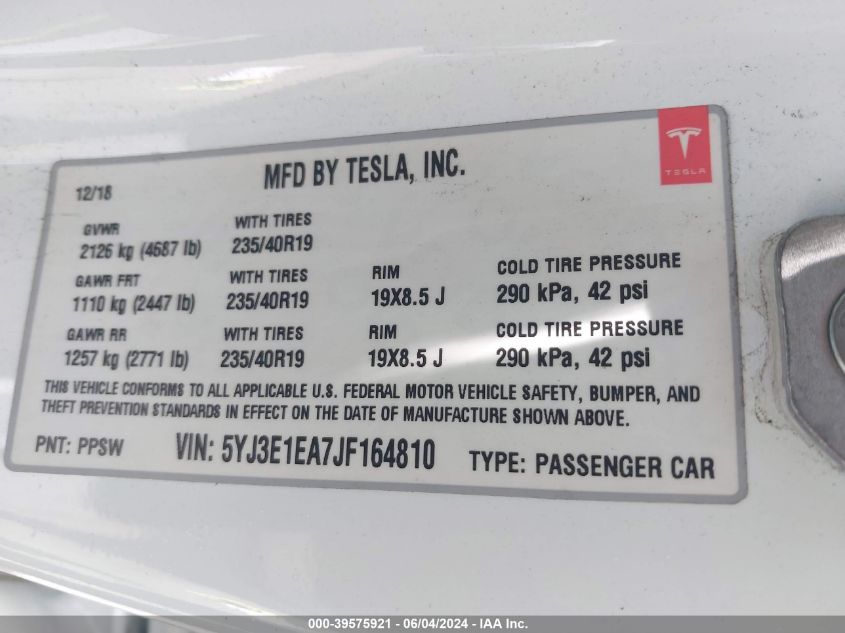 MFD BY TESLA, INC.
TESLA
12/18
GVWR
2126 kg (4687 lb)
WITH TIRES
235/40R19
GAWR FRT
1110 kg (2447 lb)
WITH TIRES
235/40R19
RIM
19X8.5 J
COLD TIRE PRESSURE
290 kPa, 42 psi
GAWR RR
1257 kg (2771 lb)
WITH TIRES
235/40R19
RIM
19X8.5 J
COLD TIRE PRESSURE
290 kPa, 42 psi
THIS VEHICLE CONFORMS TO ALL APPLICABLE U.S. FEDERAL MOTOR VEHICLE SAFETY, BUMPER, AND
THEFT PREVENTION STANDARDS IN EFFECT ON THE DATE OF MANUFACTURE SHOWN ABOVE.
PNT: PPSW
VIN: 5YJ3E1EA7JF164810
TYPE: PASSENGER CAR
000-39575921 - 06/04/2024 - IAA Inc.